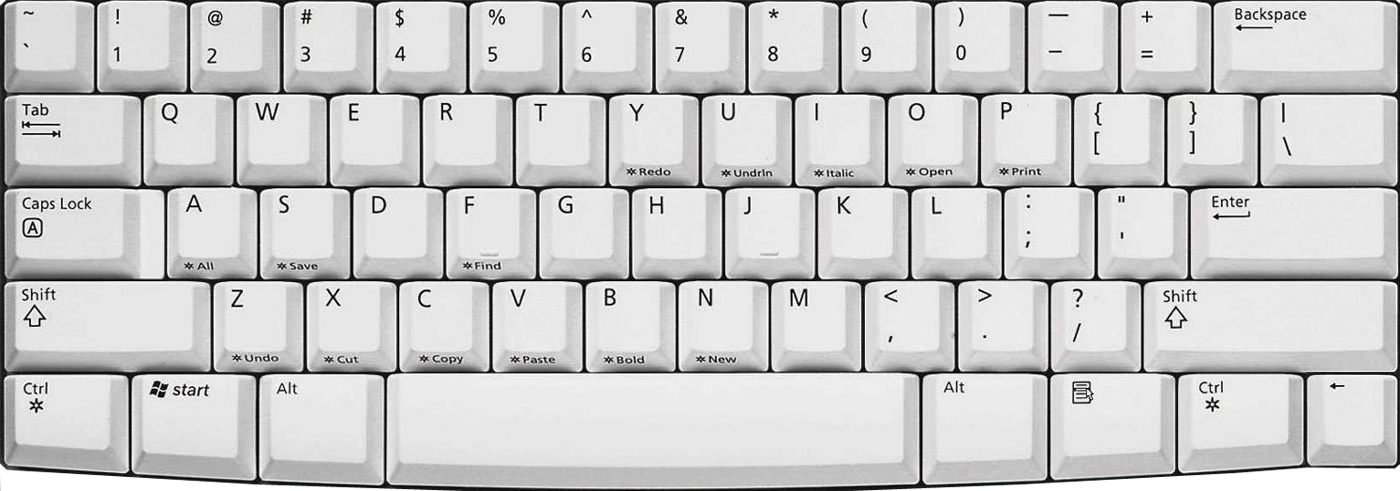 ~ ! @ # $ % ^ & * ( ) — + Backspace
` 1 2 3 4 5 6 7 8 9 0 – = ←
Tab Q W E R T Y U I O P { } |
[ ] \
✲ Redo ✲ Undrln ✲ Italic ✲ Open ✲ Print
Caps Lock A S D F G H J K L : " Enter
A ; '
✲ All ✲ Save ✲ Find
Shift Z X C V B N M < > ? Shift
⇧ , . / ⇧
✲ Undo ✲ Cut ✲ Copy ✲ Paste ✲ Bold ✲ New
Ctrl start Alt Alt Ctrl ←
✲ ✲